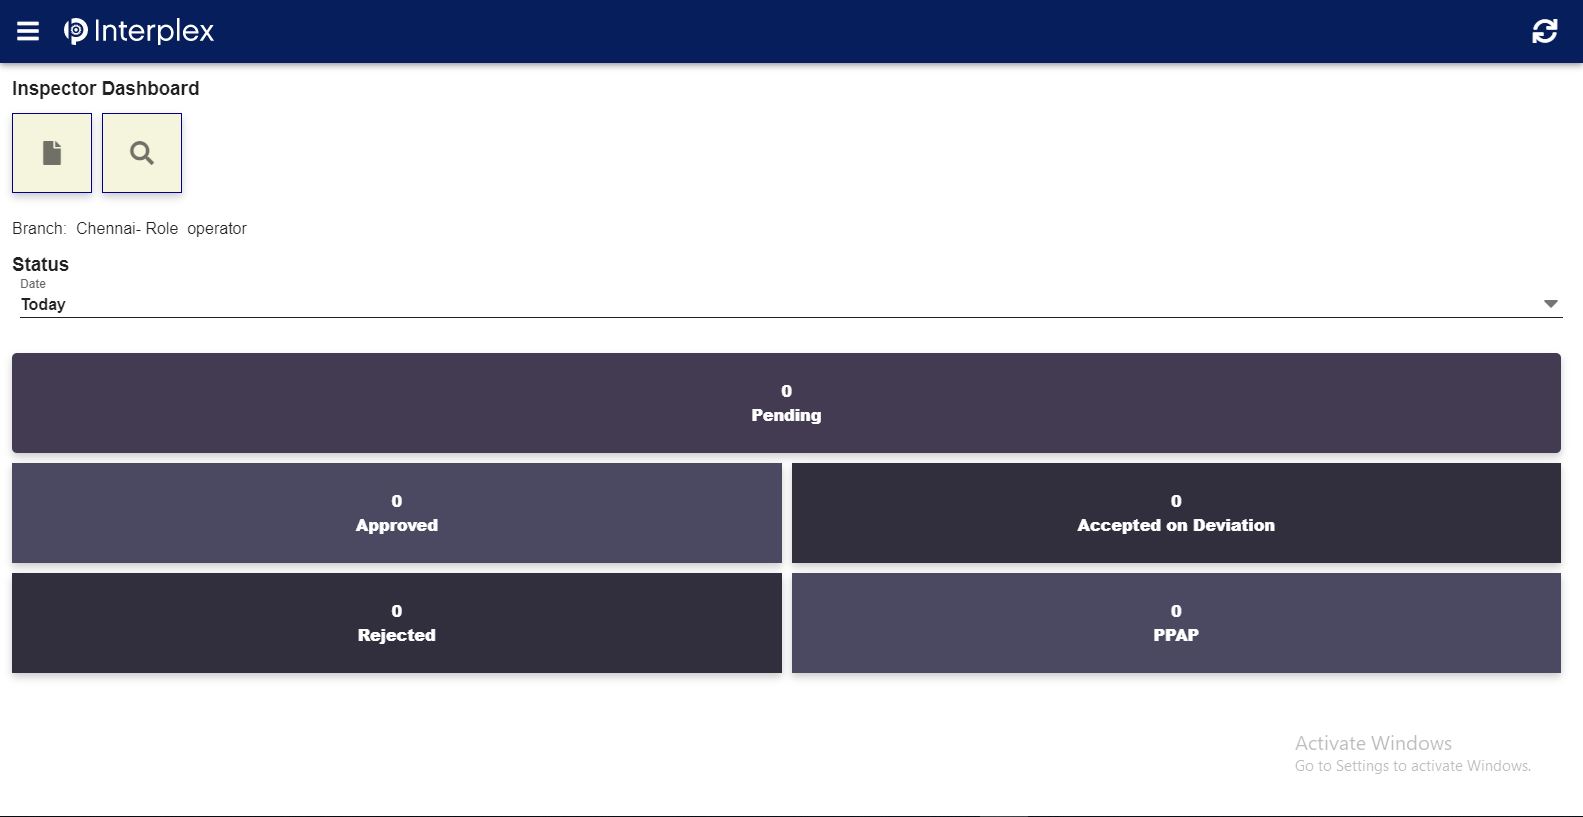 Interplex
Inspector Dashboard
Branch: Chennai- Role operator
Status
Date
Today
0
Pending
0
Approved
0
Accepted on Deviation
0
Rejected
0
PPAP
Activate Windows
Go to Settings to activate Windows.